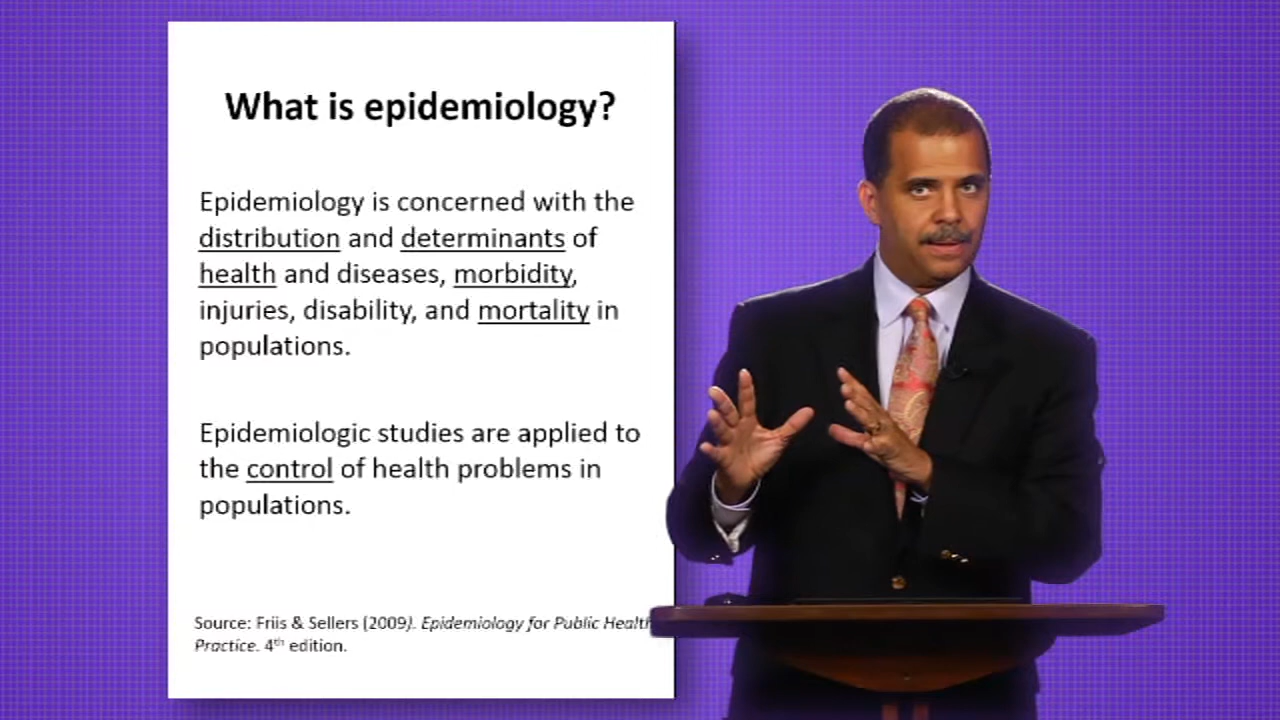 What is epidemiology?
Epidemiology is concerned with the
distribution and determinants of
health and diseases, morbidity,
injuries, disability, and mortality in
populations.
Epidemiologic studies are applied to
the control of health problems in
populations.
Source: Friis & Sellers (2009). Epidemiology for Public Health
Practice. 4th edition.